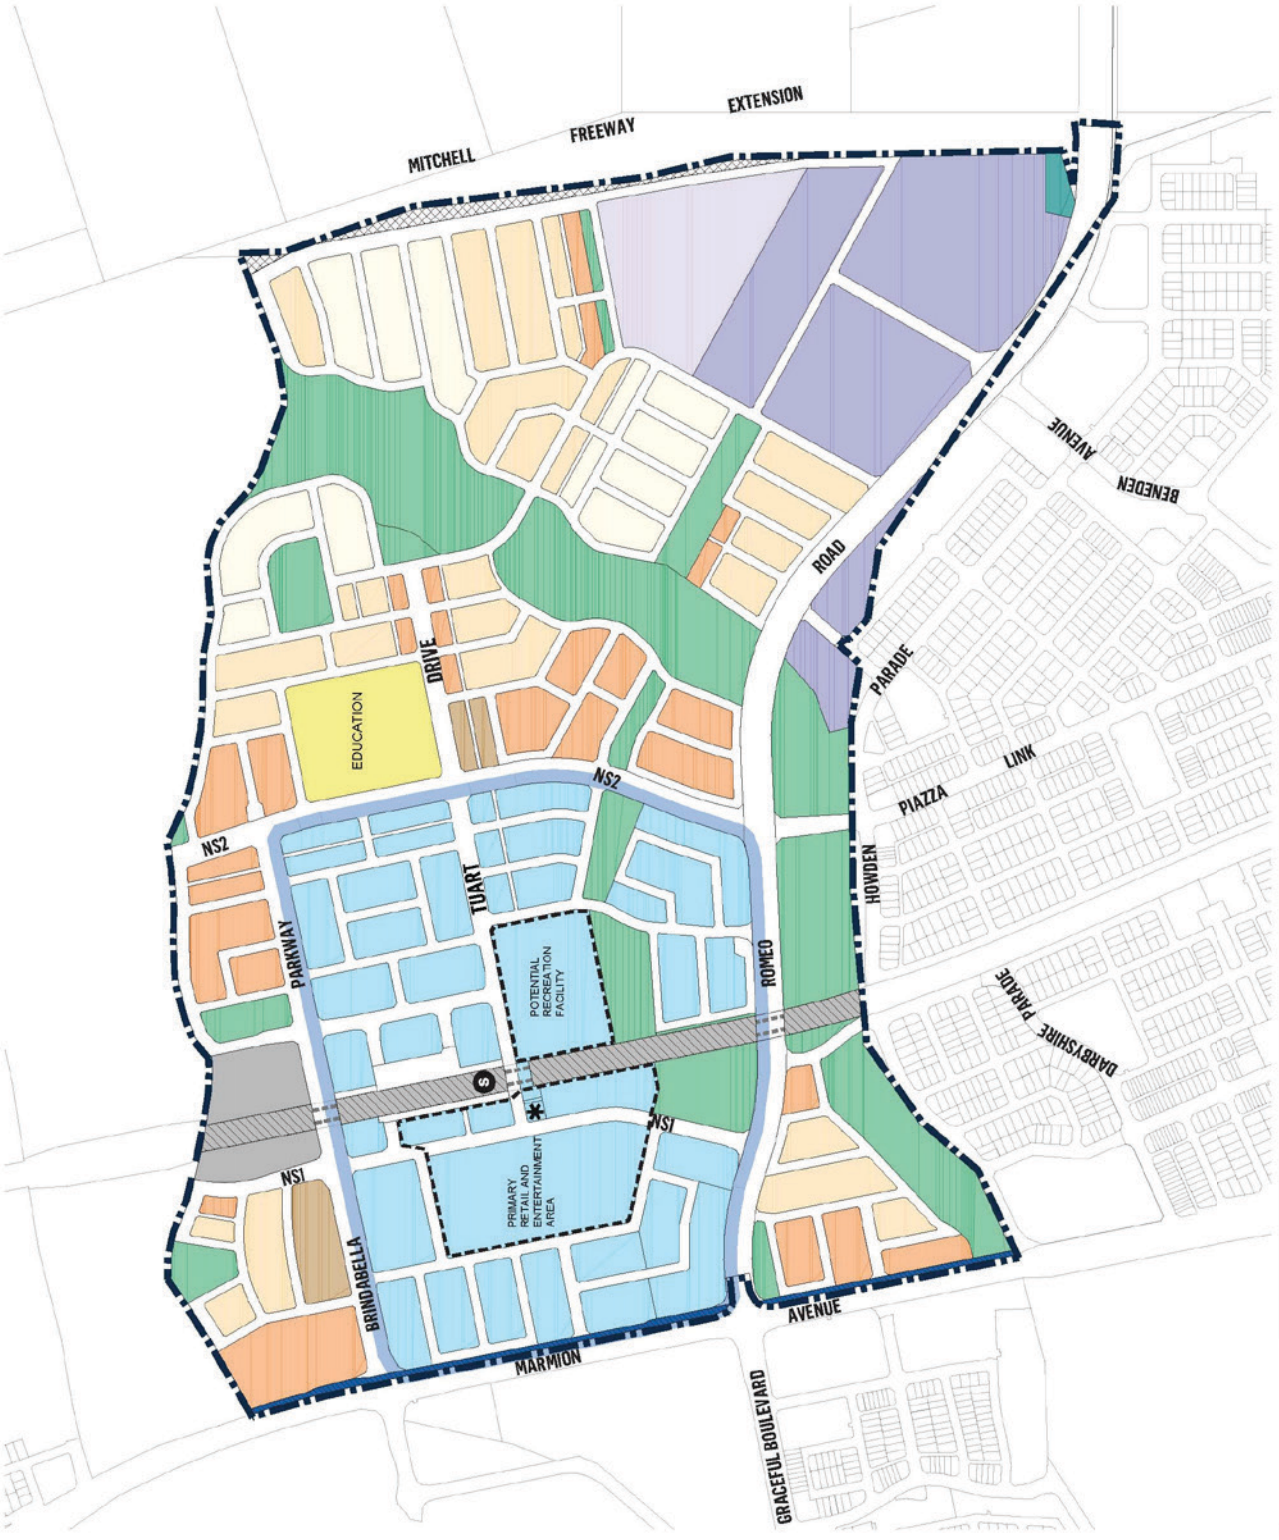 EXTENSION
FREEWAY
MITCHELL
AVENUE
BENEDEN
ROAD
DRIVE
EDUCATION
PARADE
LINK
PIAZZA
NS2
NS2
TUART
HOWDEN
PARKWAY
POTENTIAL
RECREATION
FACILITY
ROMEO
PARADE
DARBYSHIRE
S
*
NS1
NS1
PRIMARY
RETAIL AND
ENTERTAINMENT
AREA
BRINDABELLA
AVENUE
MARMION
GRACEFUL BOULEVARD